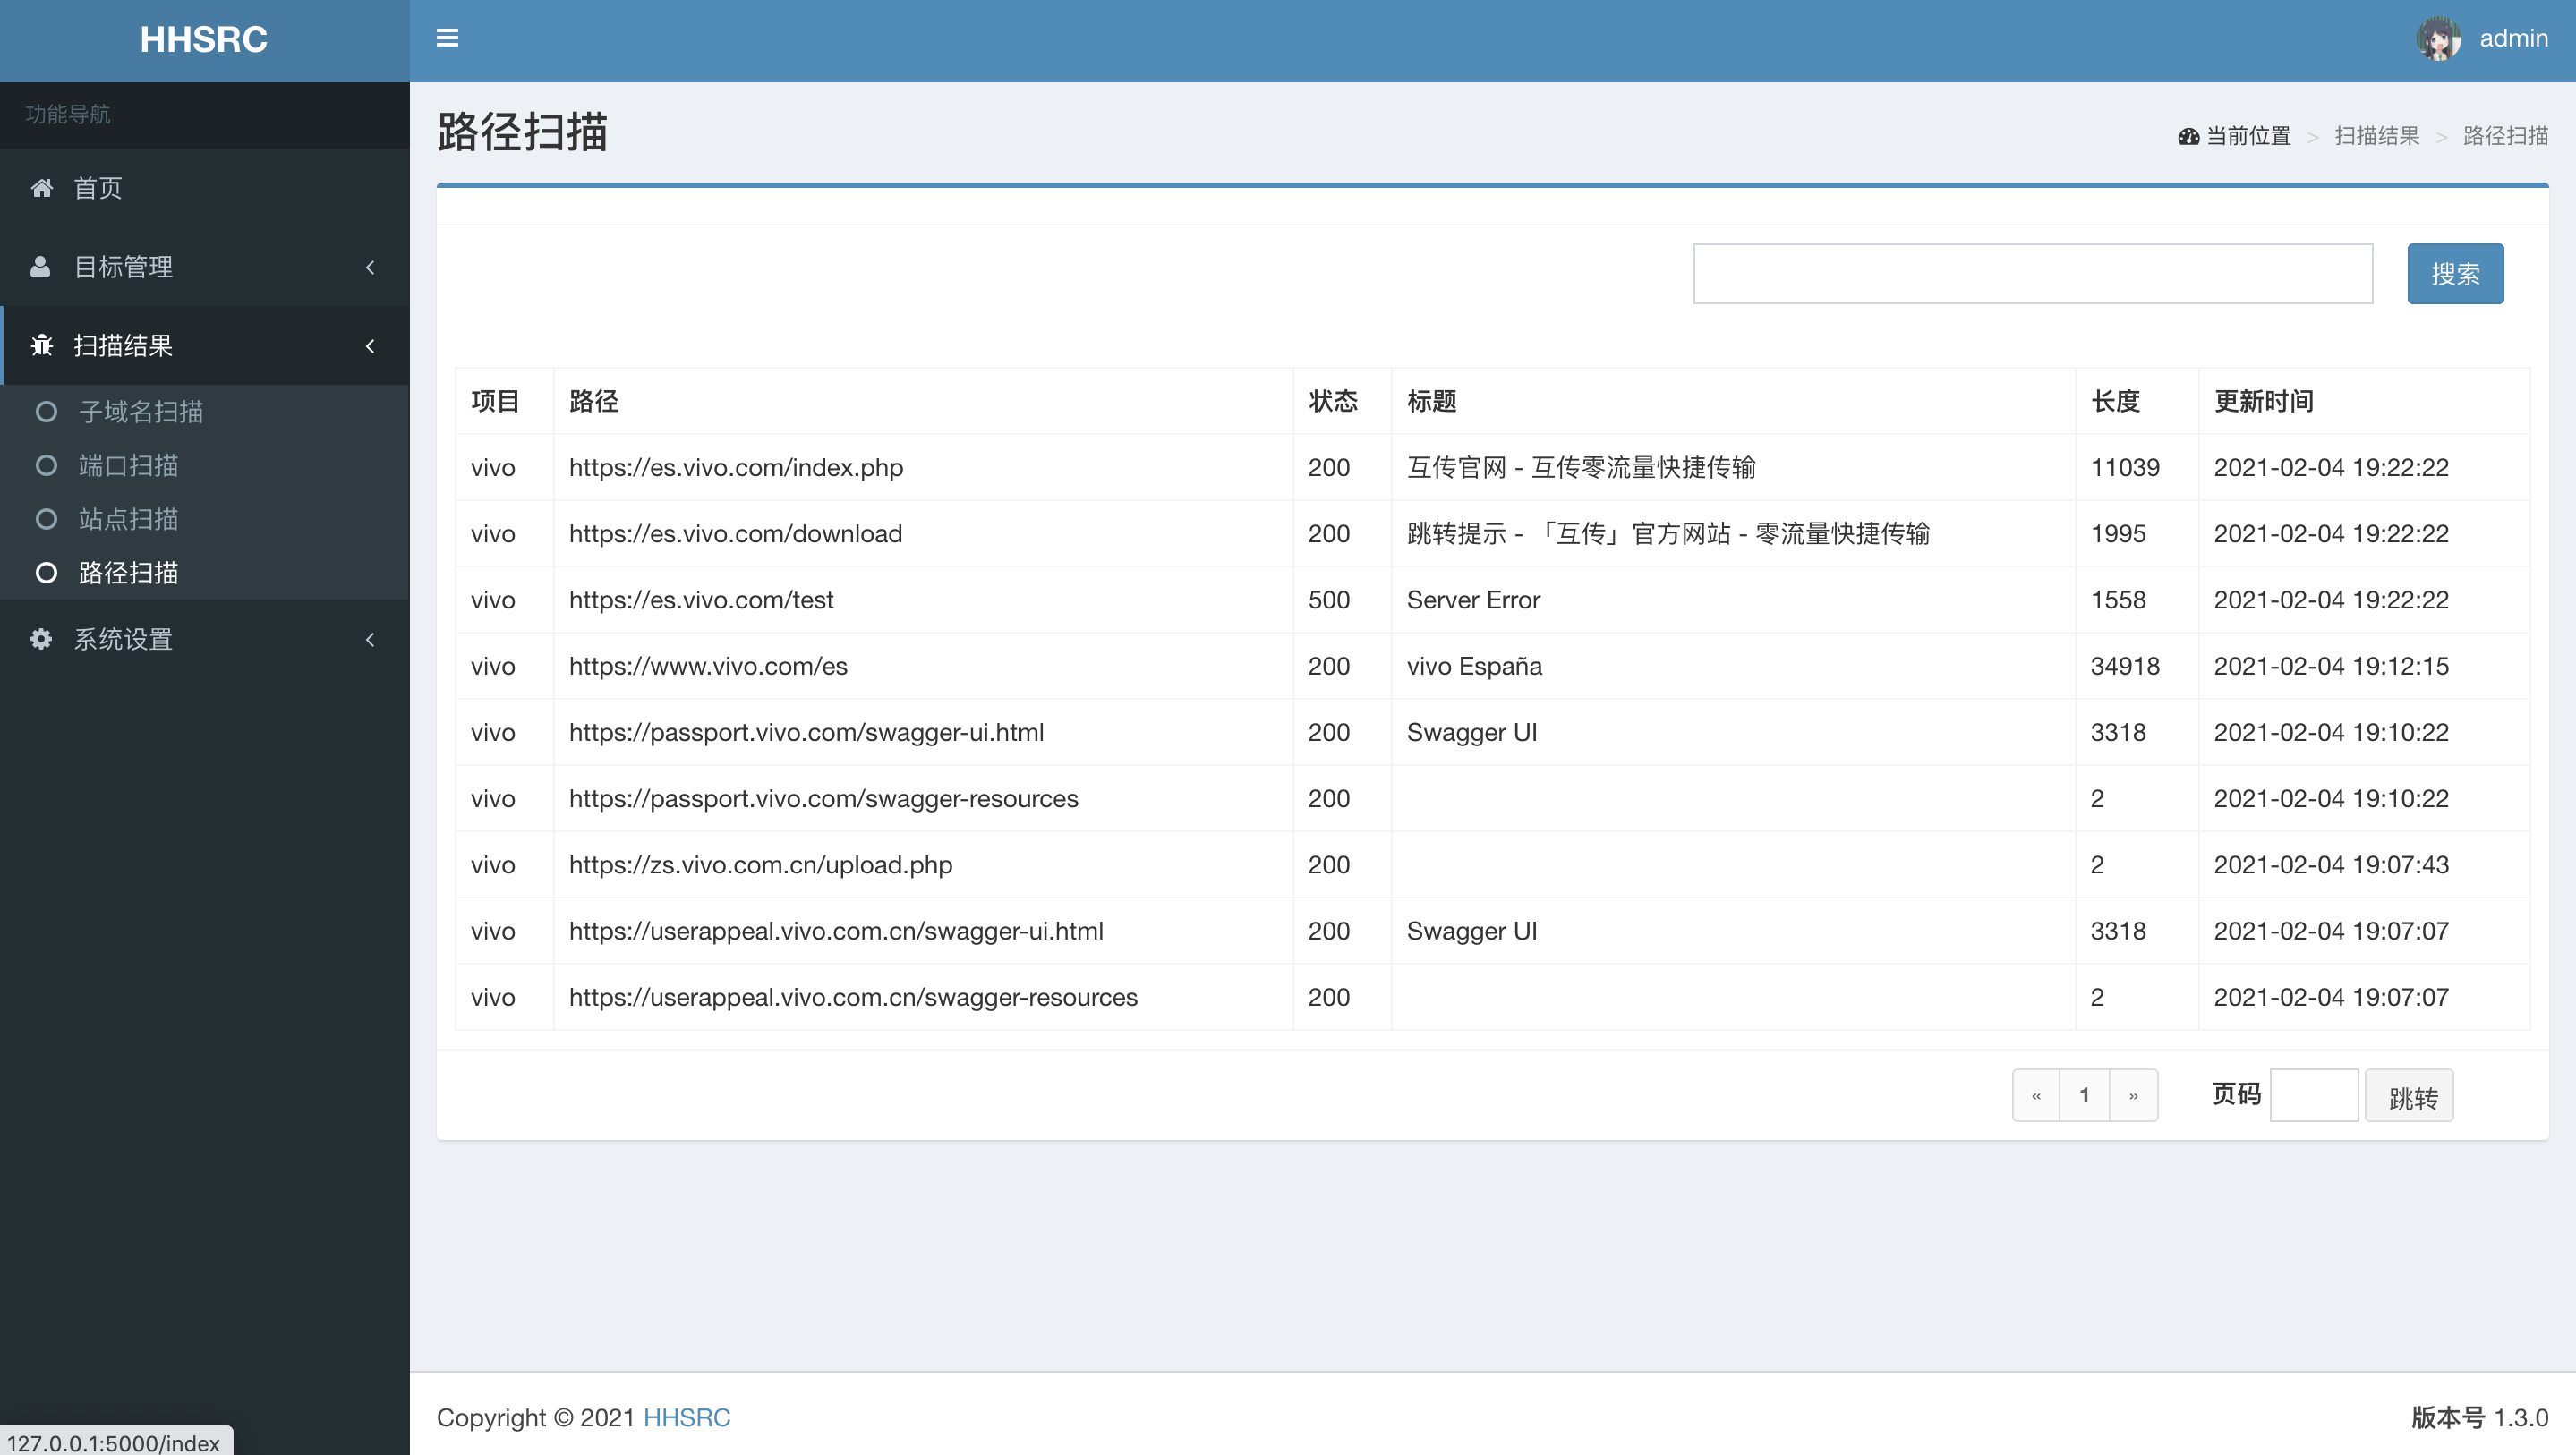 HHSRC
admin
功能导航
首页
目标管理
扫描结果
子域名扫描
端口扫描
站点扫描
路径扫描
系统设置
路径扫描
当前位置 > 扫描结果 > 路径扫描
搜索
项目 路径 状态 标题 长度 更新时间
vivo https://es.vivo.com/index.php 200 互传官网 - 互传零流量快捷传输 11039 2021-02-04 19:22:22
vivo https://es.vivo.com/download 200 跳转提示 - 「互传」官方网站 - 零流量快捷传输 1995 2021-02-04 19:22:22
vivo https://es.vivo.com/test 500 Server Error 1558 2021-02-04 19:22:22
vivo https://www.vivo.com/es 200 vivo España 34918 2021-02-04 19:12:15
vivo https://passport.vivo.com/swagger-ui.html 200 Swagger UI 3318 2021-02-04 19:10:22
vivo https://passport.vivo.com/swagger-resources 200 2 2021-02-04 19:10:22
vivo https://zs.vivo.com.cn/upload.php 200 2 2021-02-04 19:07:43
vivo https://userappeal.vivo.com.cn/swagger-ui.html 200 Swagger UI 3318 2021-02-04 19:07:07
vivo https://userappeal.vivo.com.cn/swagger-resources 200 2 2021-02-04 19:07:07
« 1 » 页码 跳转
Copyright © 2021 HHSRC
版本号 1.3.0
127.0.0.1:5000/index